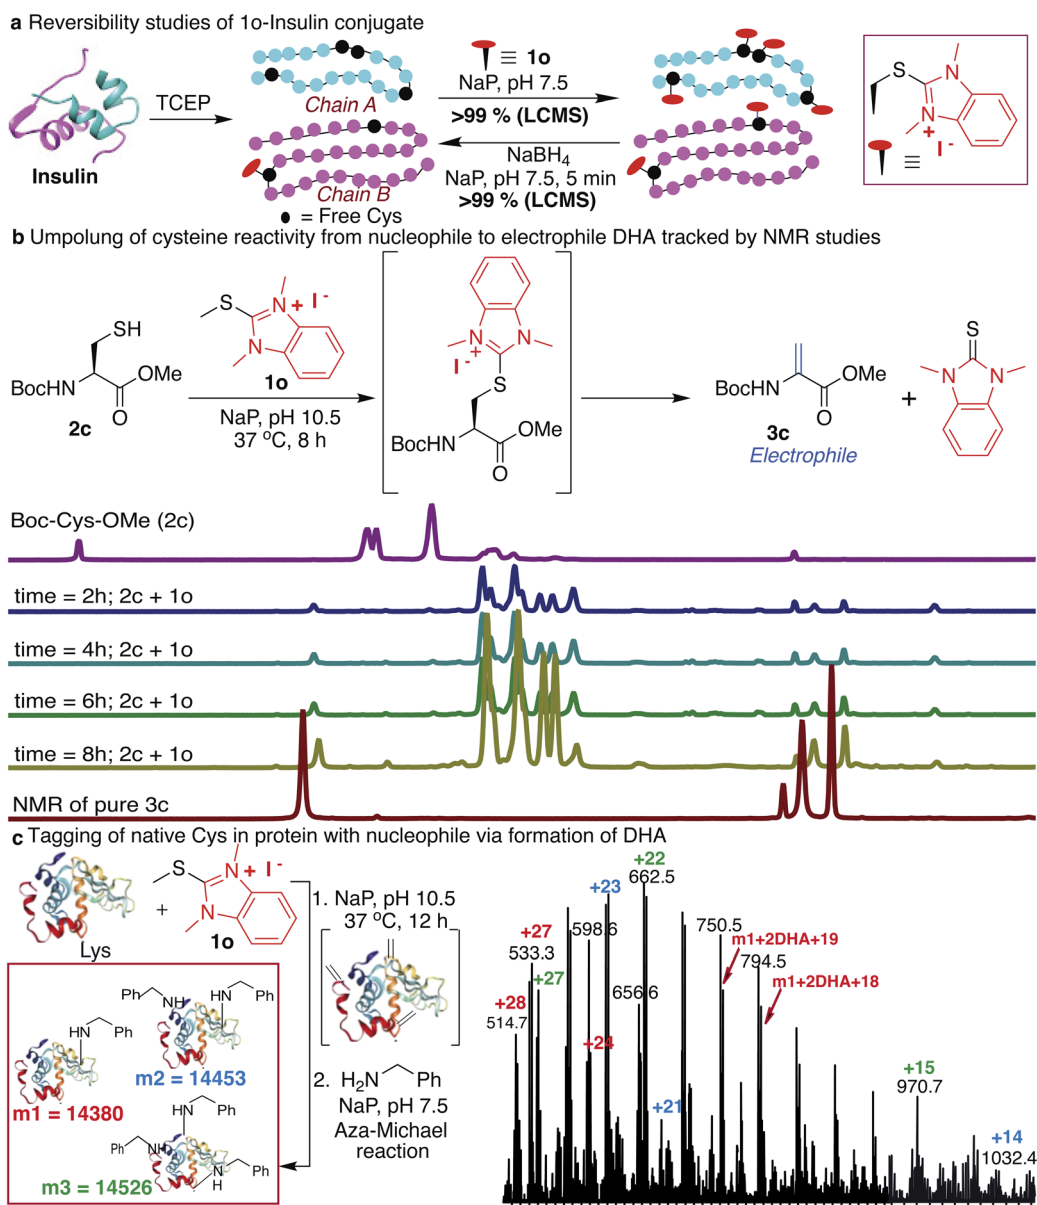 a Reversibility studies of 1o-Insulin conjugate
Insulin
TCEP
Chain A
Chain B
= Free Cys
≡ 1o
NaP, pH 7.5
>99 % (LCMS)
NaBH4
NaP, pH 7.5, 5 min
>99 % (LCMS)
S
N
N
+
I -
≡
b Umpolung of cysteine reactivity from nucleophile to electrophile DHA tracked by NMR studies
SH
BocHN
OMe
O
2c
S
N
+ I -
N
1o
NaP, pH 10.5
37 oC, 8 h
N
N
+
I -
S
BocHN
OMe
O
BocHN
OMe
O
3c
Electrophile
+
S
N
N
Boc-Cys-OMe (2c)
time = 2h; 2c + 1o
time = 4h; 2c + 1o
time = 6h; 2c + 1o
time = 8h; 2c + 1o
NMR of pure 3c
c Tagging of native Cys in protein with nucleophile via formation of DHA
Lys
+
S
N
+ I -
N
1o
1. NaP, pH 10.5
37 oC, 12 h
2. H2N Ph
NaP, pH 7.5
Aza-Michael
reaction
Ph NH
HN Ph
HN Ph
m2 = 14453
m1 = 14380
HN Ph
Ph NH
N Ph
H
m3 = 14526
+22
662.5
+23
598.6
+27
533.3
+27
+28
514.7
+24
656.6
+21
750.5
m1+2DHA+19
794.5
m1+2DHA+18
+15
970.7
+14
1032.4